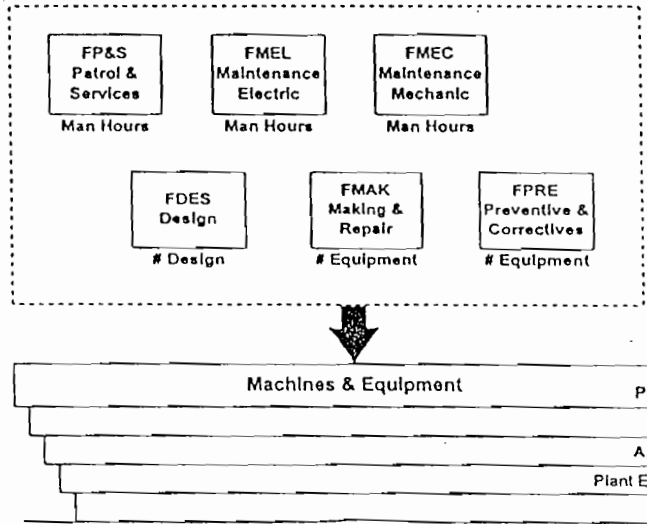 FP&S
Patrol &
Services
Man Hours
FMEL
Maintenance
Electric
Man Hours
FMEC
Maintenance
Mechanic
Man Hours
FDES
Design
# Design
FMAK
Making &
Repair
# Equipment
FPRE
Preventive &
Correctives
# Equipment
Machines & Equipment
P
A
Plant E